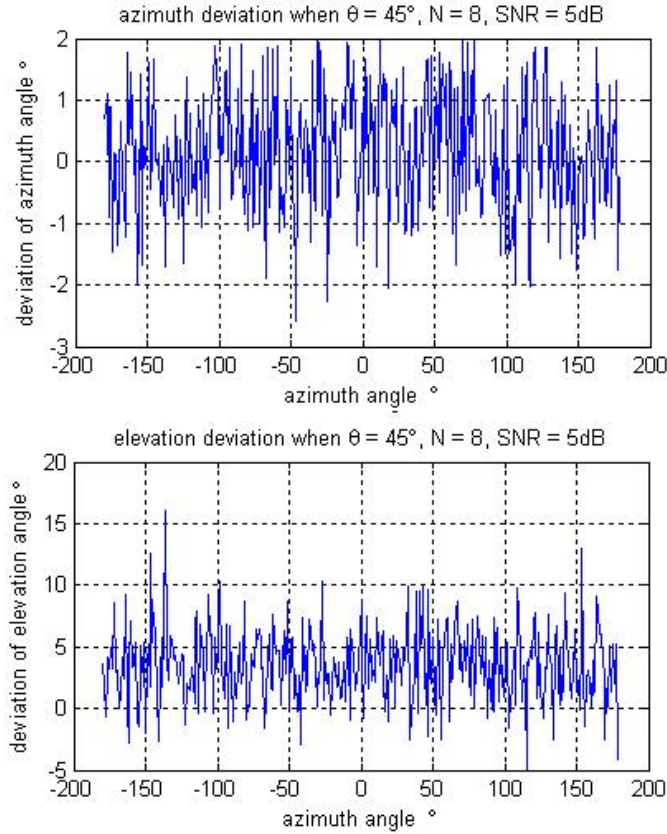 azimuth deviation when θ = 45°, N = 8, SNR = 5dB
2
1
0
-1
-2
-3
deviation of azimuth angle °
-200 -150 -100 -50 0 50 100 150 200
azimuth angle °
elevation deviation when θ = 45°, N = 8, SNR = 5dB
20
15
10
5
0
-5
deviation of elevation angle °
-200 -150 -100 -50 0 50 100 150 200
azimuth angle °